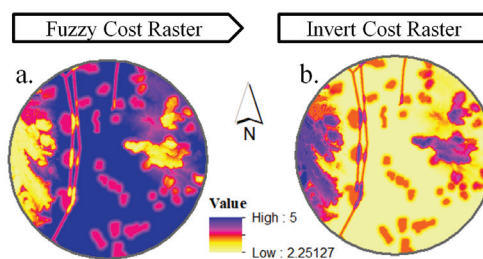 Fuzzy Cost Raster
Invert Cost Raster
a.
b.
N
Value
High : 5
Low : 2.25127